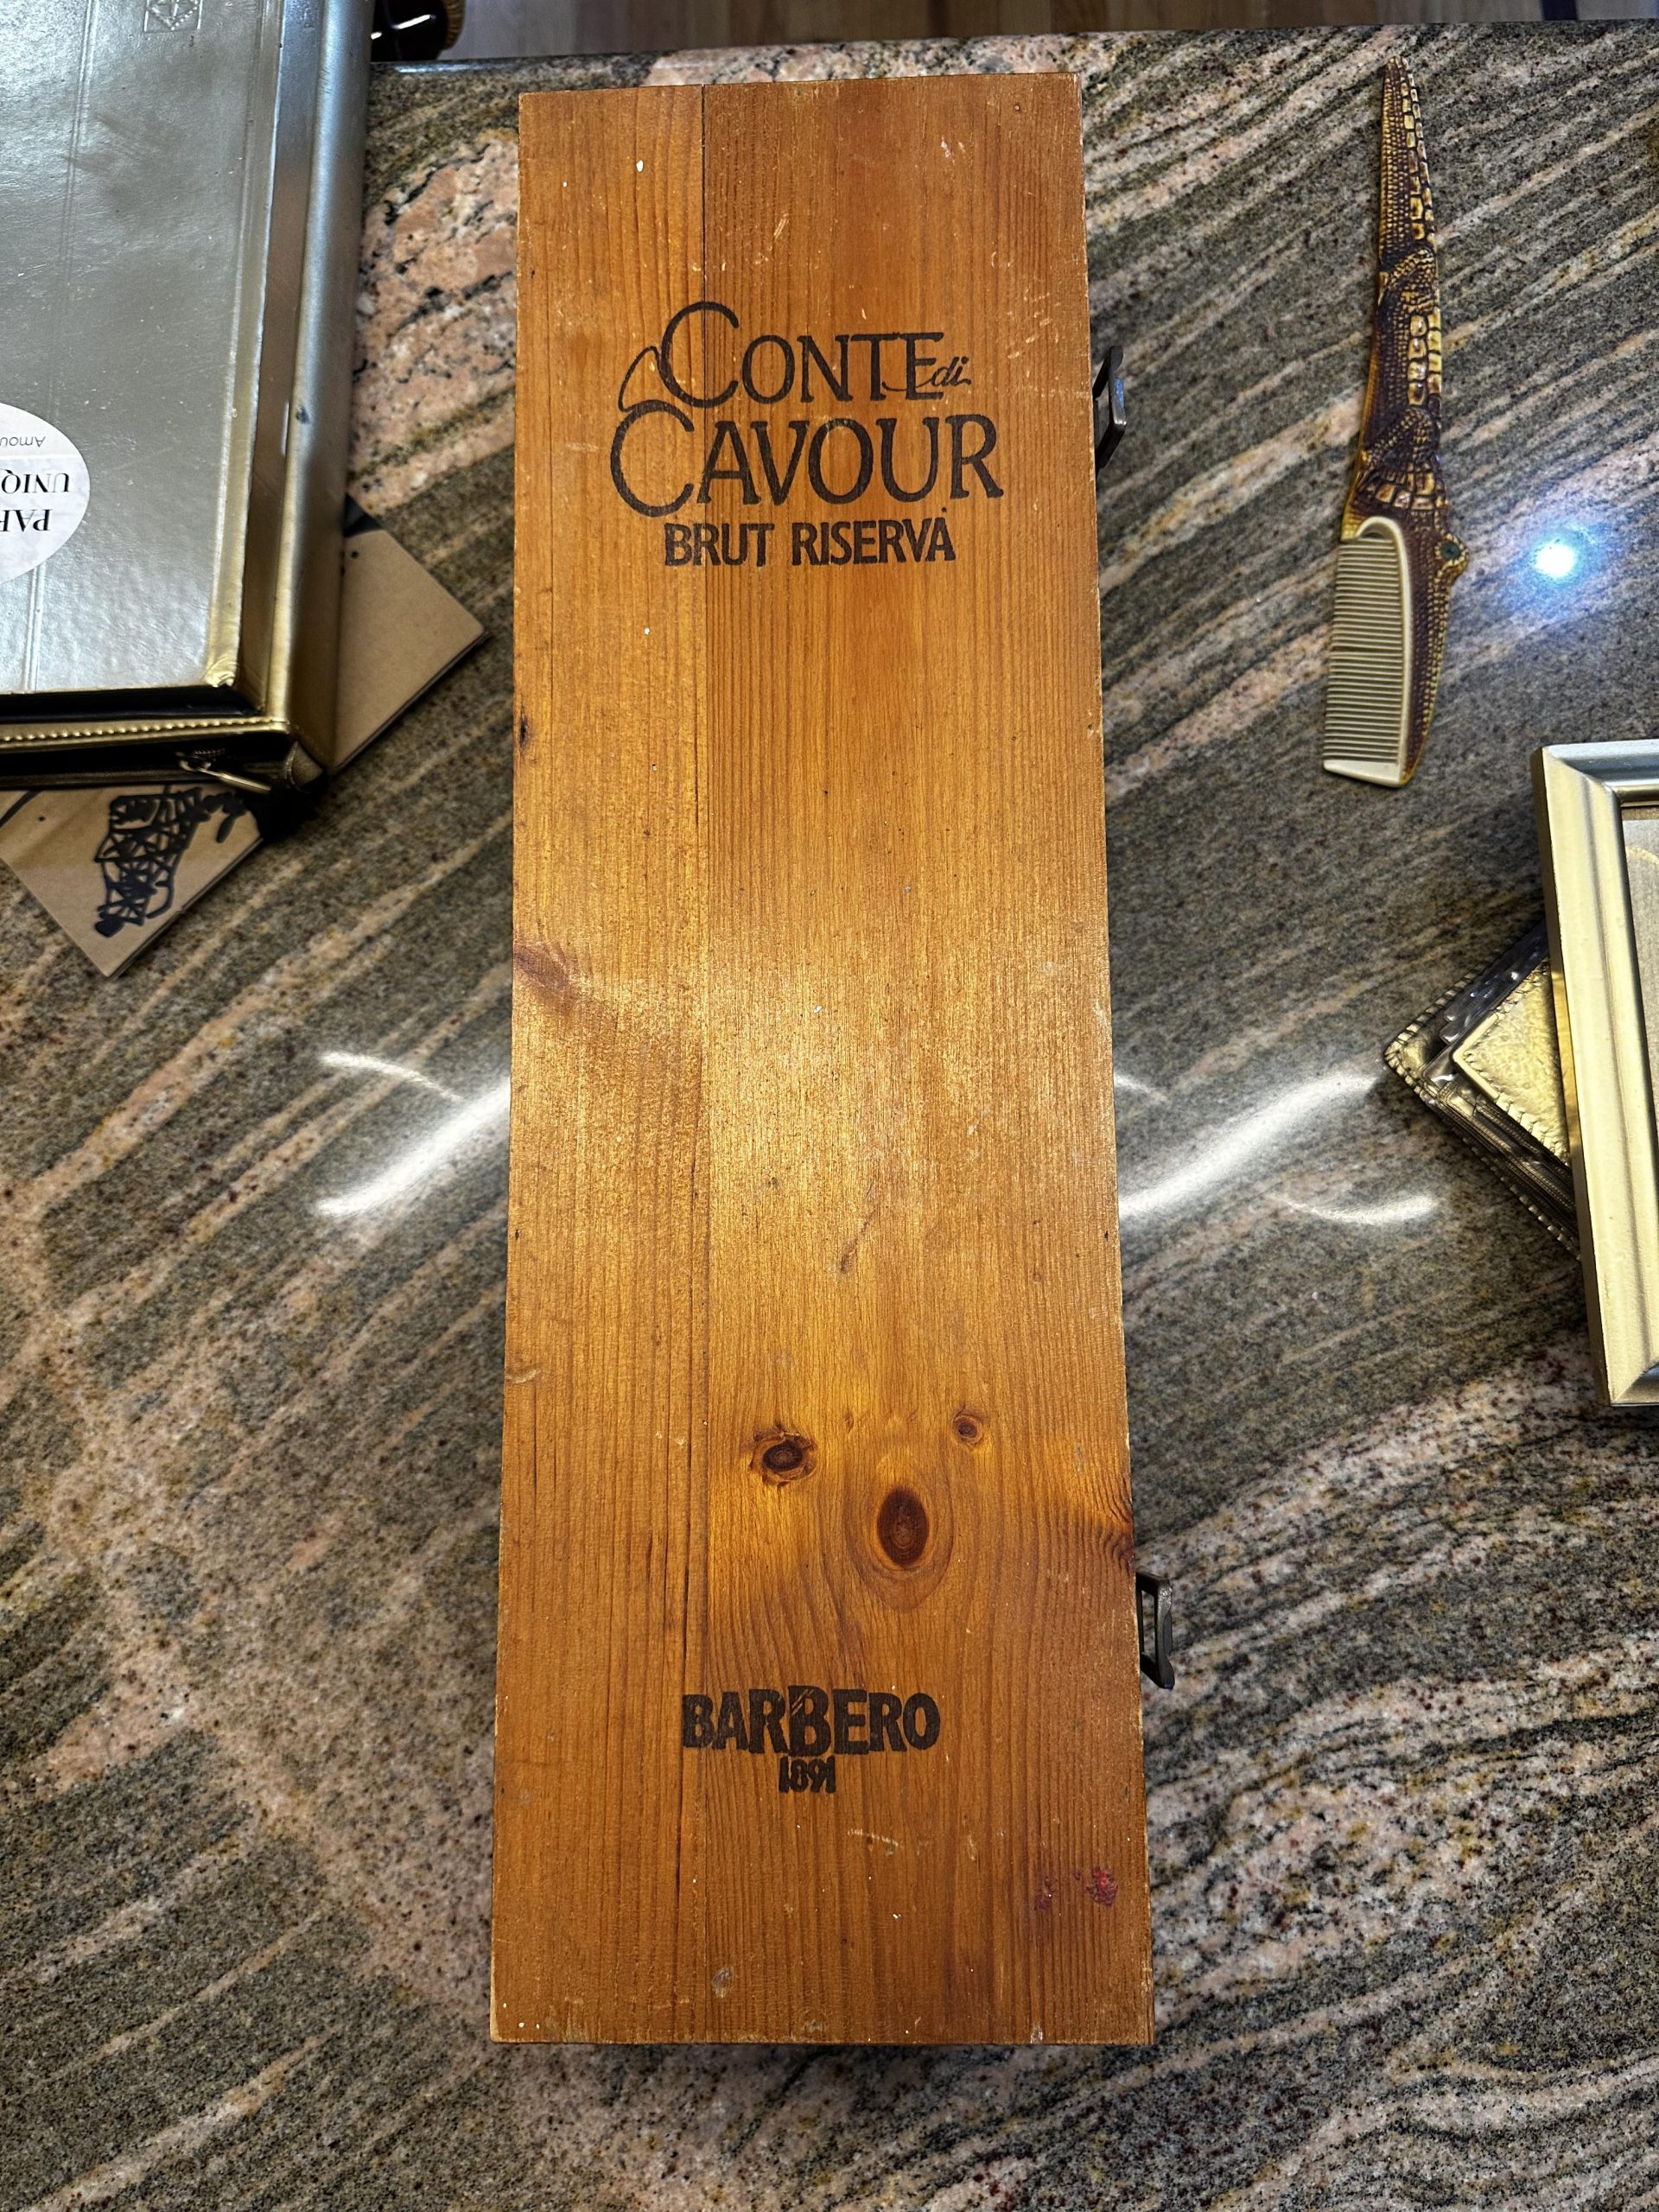 CONTE di
CAVOUR
BRUT RISERVA
BARBERO
1891